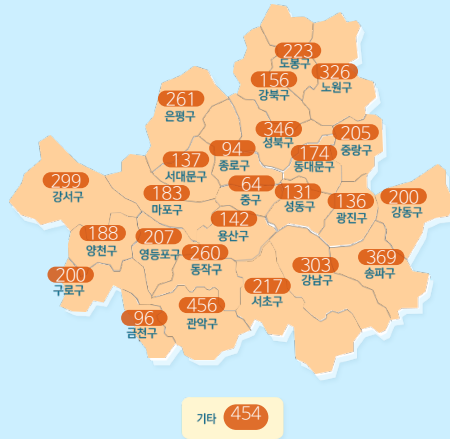 223
도봉구
326
노원구
156
강북구
261
은평구
346
성북구
205
중랑구
94
종로구
174
동대문구
137
서대문구
299
강서구
183
마포구
64
중구
131
성동구
136
광진구
200
강동구
142
용산구
188
양천구
207
영등포구
260
동작구
369
송파구
303
강남구
200
구로구
217
서초구
456
관악구
96
금천구
기타 454